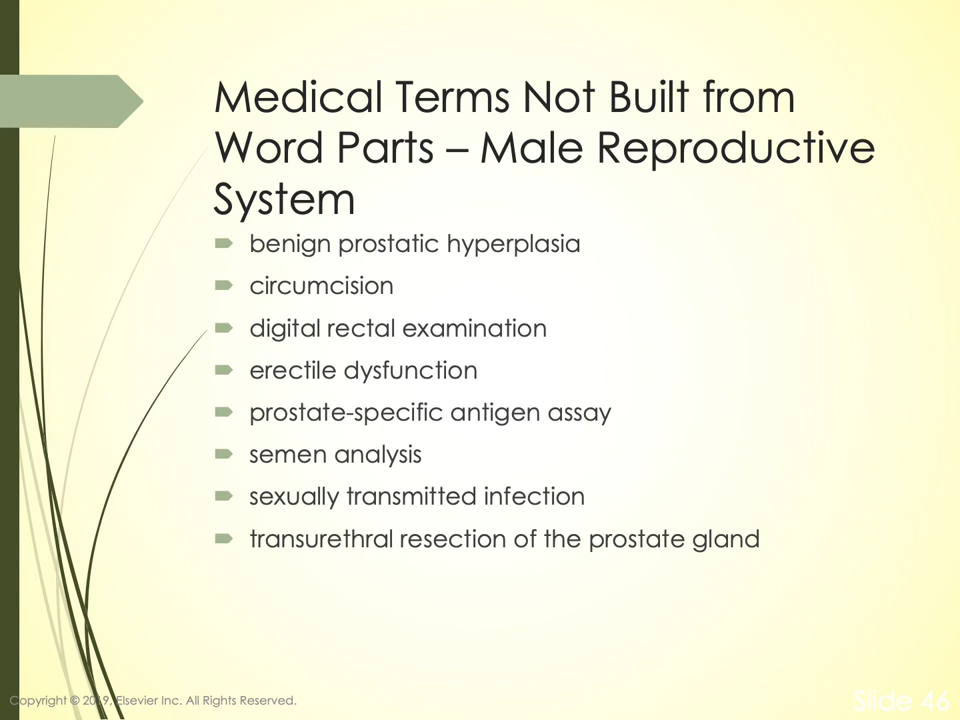 Medical Terms Not Built from
Word Parts – Male Reproductive
System
benign prostatic hyperplasia
circumcision
digital rectal examination
erectile dysfunction
prostate-specific antigen assay
semen analysis
sexually transmitted infection
transurethral resection of the prostate gland
Copyright © 2019, Elsevier Inc. All Rights Reserved.
Slide 46